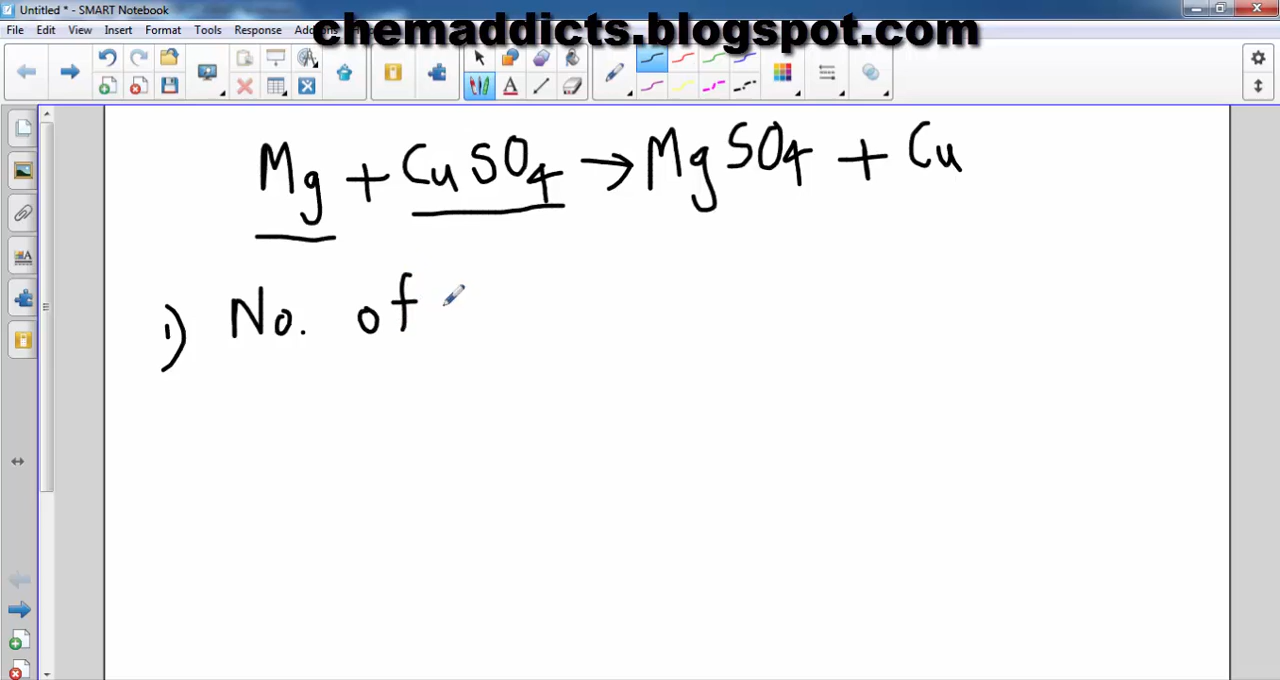 Untitled * - SMART Notebook
chemaddicts.blogspot.com
File Edit View Insert Format Tools Response
Mg + CuSO4 → MgSO4 + Cu
1) No. of